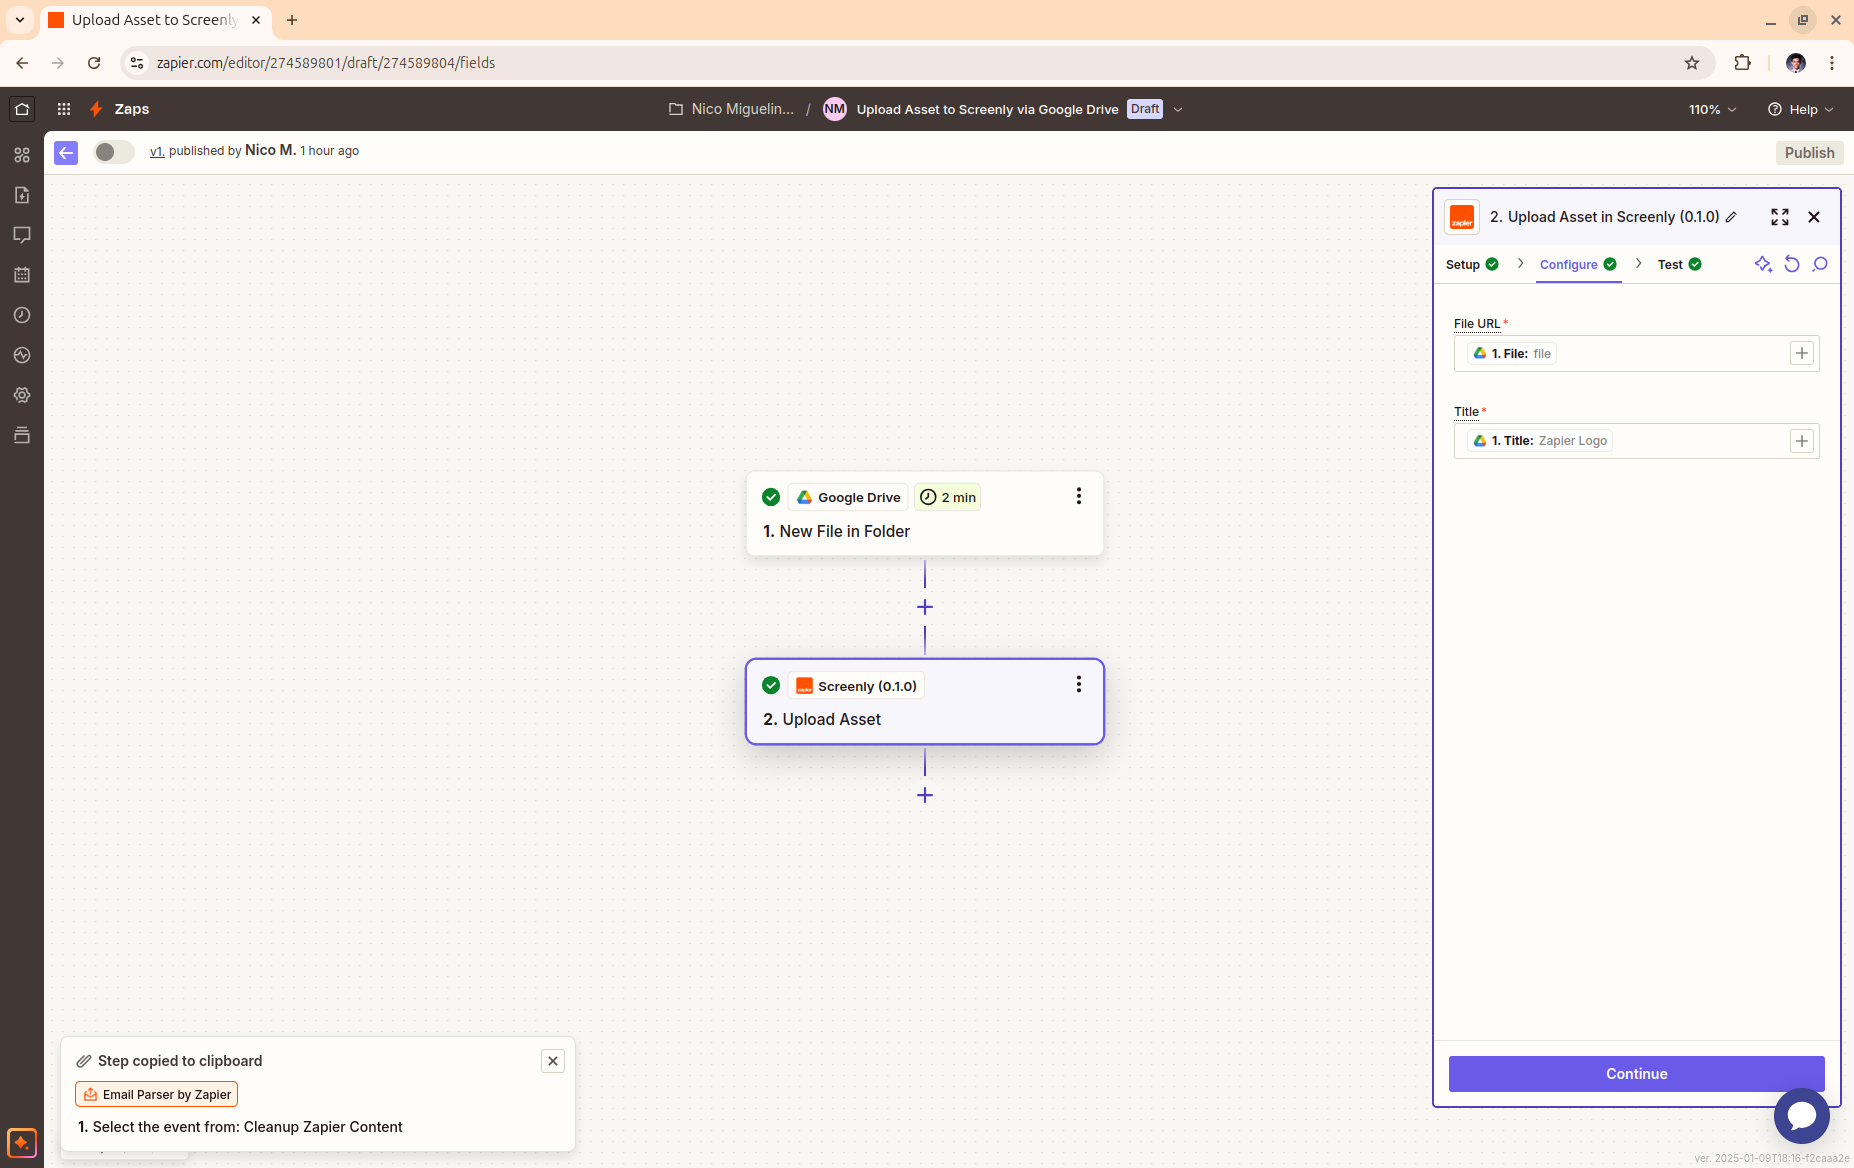 Upload Asset to Screenly
zapier.com/editor/274589801/draft/274589804/fields
Zaps
Nico Miguelin... / NM Upload Asset to Screenly via Google Drive Draft
110%
Help
v1. published by Nico M. 1 hour ago
Publish
zapier
2. Upload Asset in Screenly (0.1.0)
Setup
Configure
Test
File URL *
1. File: file
Title *
1. Title: Zapier Logo
Google Drive
2 min
1. New File in Folder
zapier
Screenly (0.1.0)
2. Upload Asset
Step copied to clipboard
Email Parser by Zapier
1. Select the event from: Cleanup Zapier Content
Continue
ver. 2025-01-09T18:16-f2caaa2e